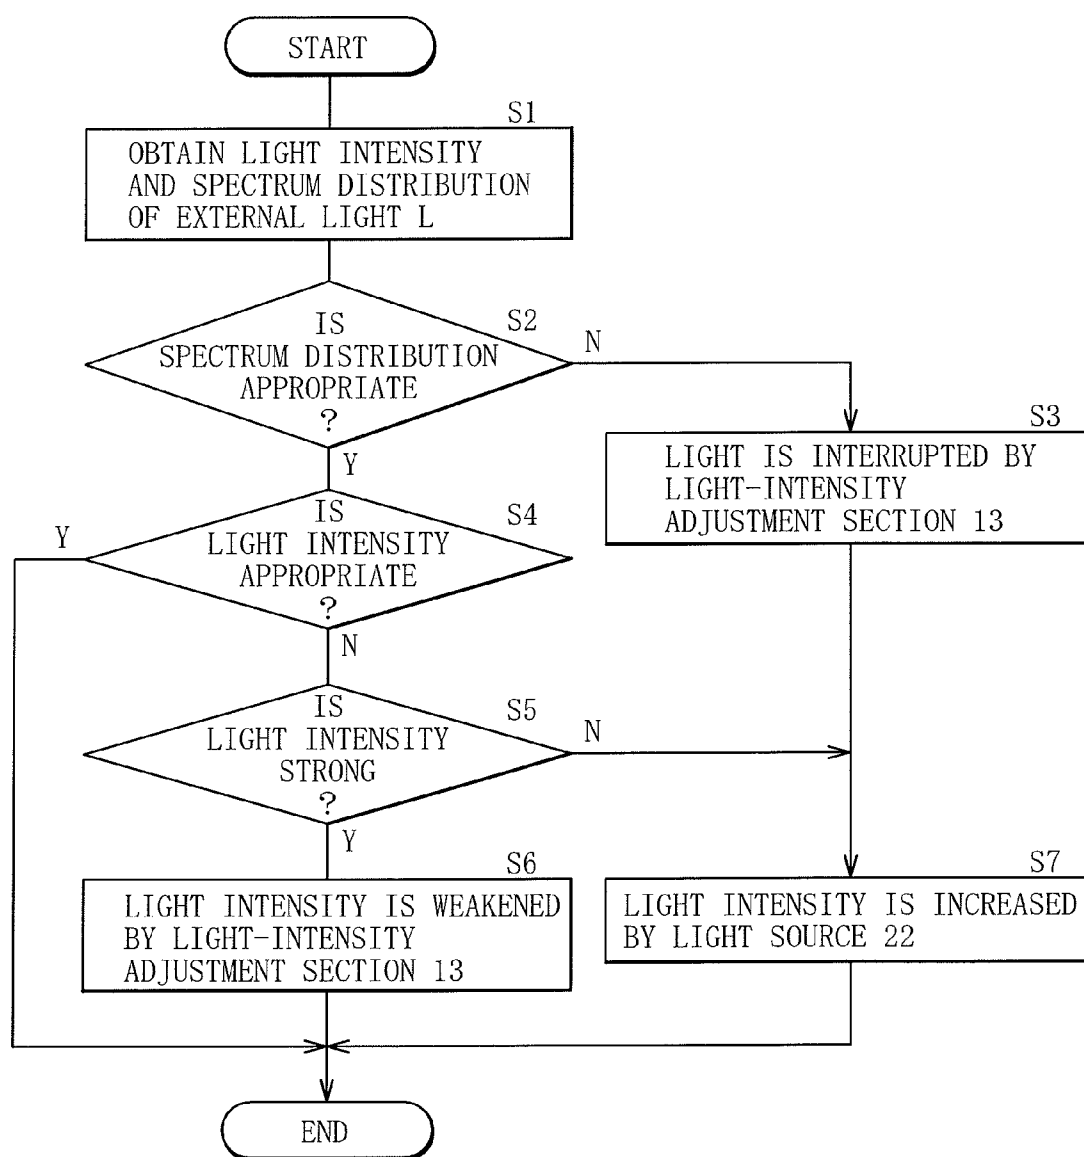 START
S1
OBTAIN LIGHT INTENSITY
AND SPECTRUM DISTRIBUTION
OF EXTERNAL LIGHT L
S2
IS
SPECTRUM DISTRIBUTION
APPROPRIATE
?
N
Y
S3
LIGHT IS INTERRUPTED BY
LIGHT-INTENSITY
ADJUSTMENT SECTION 13
S4
IS
LIGHT INTENSITY
APPROPRIATE
?
Y
N
S5
IS
LIGHT INTENSITY
STRONG
?
N
Y
S6
LIGHT INTENSITY IS WEAKENED
BY LIGHT-INTENSITY
ADJUSTMENT SECTION 13
S7
LIGHT INTENSITY IS INCREASED
BY LIGHT SOURCE 22
END